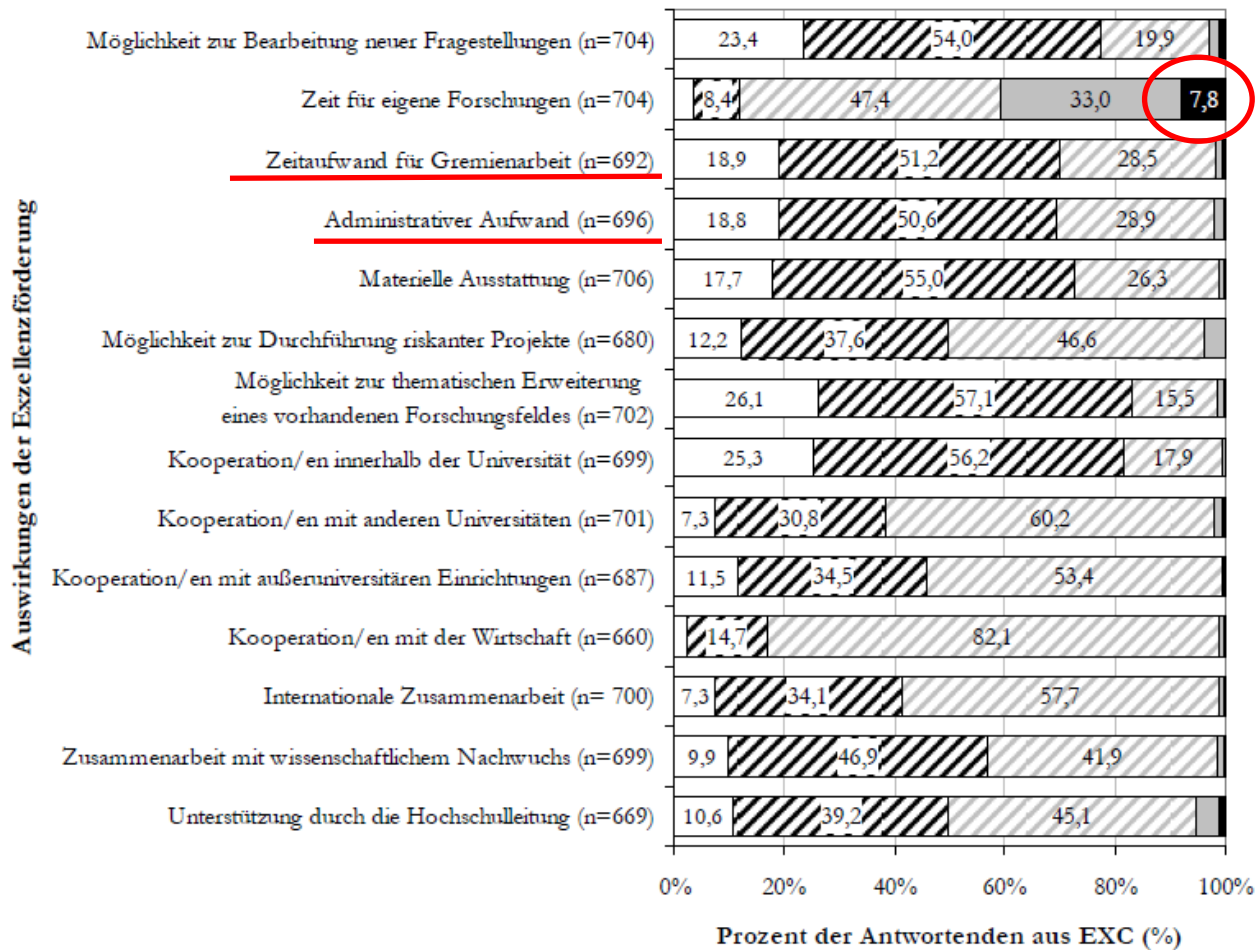 Auswirkungen der Exzellenzförderung
Möglichkeit zur Bearbeitung neuer Fragestellungen (n=704) 23,4 54,0 19,9
Zeit für eigene Forschungen (n=704) 8,4 47,4 33,0 7,8
Zeitaufwand für Gremienarbeit (n=692) 18,9 51,2 28,5
Administrativer Aufwand (n=696) 18,8 50,6 28,9
Materielle Ausstattung (n=706) 17,7 55,0 26,3
Möglichkeit zur Durchführung riskanter Projekte (n=680) 12,2 37,6 46,6
Möglichkeit zur thematischen Erweiterung
eines vorhandenen Forschungsfeldes (n=702) 26,1 57,1 15,5
Kooperation/en innerhalb der Universität (n=699) 25,3 56,2 17,9
Kooperation/en mit anderen Universitäten (n=701) 7,3 30,8 60,2
Kooperation/en mit außeruniversitären Einrichtungen (n=687) 11,5 34,5 53,4
Kooperation/en mit der Wirtschaft (n=660) 14,7 82,1
Internationale Zusammenarbeit (n= 700) 7,3 34,1 57,7
Zusammenarbeit mit wissenschaftlichem Nachwuchs (n=699) 9,9 46,9 41,9
Unterstützung durch die Hochschulleitung (n=669) 10,6 39,2 45,1
0% 20% 40% 60% 80% 100%
Prozent der Antwortenden aus EXC (%)